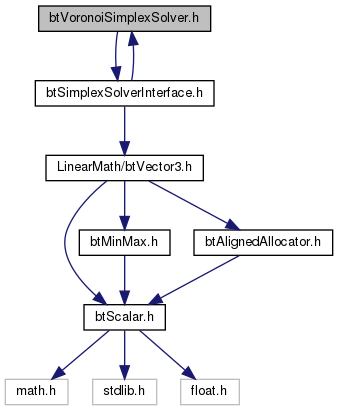 btVoronoiSimplexSolver.h
btSimplexSolverInterface.h
LinearMath/btVector3.h
btMinMax.h
btAlignedAllocator.h
btScalar.h
math.h
stdlib.h
float.h